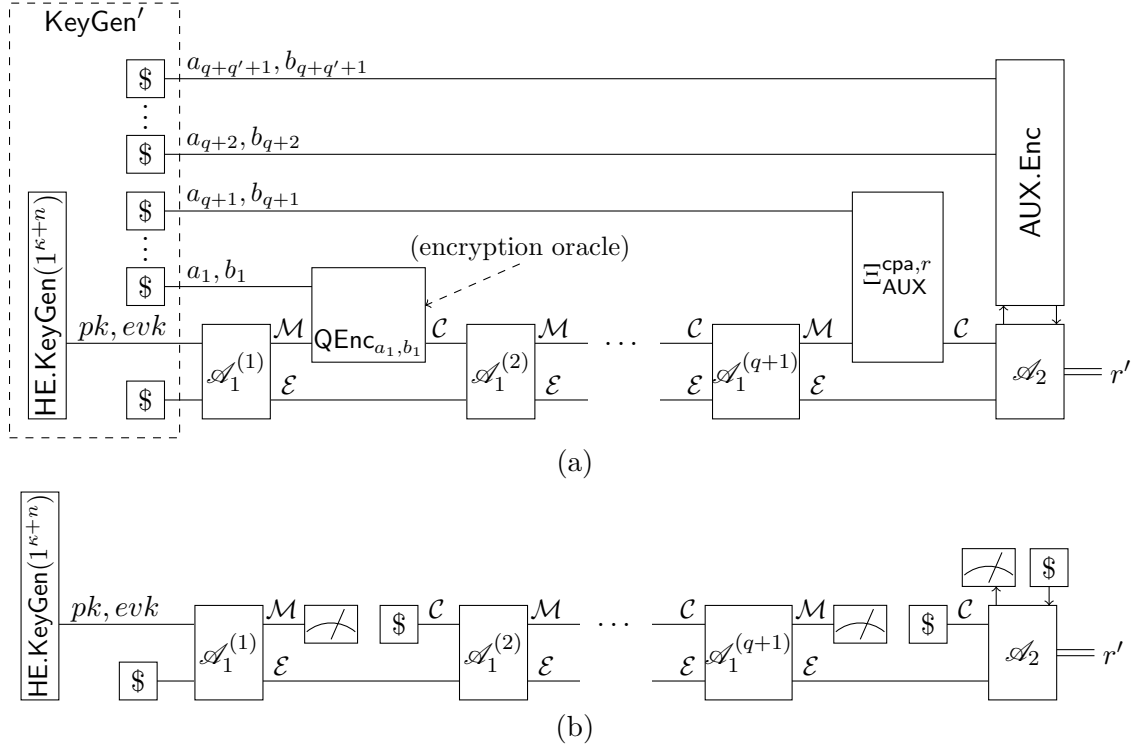 KeyGen′
$ a_{q+q′+1}, b_{q+q′+1}
$ a_{q+2}, b_{q+2}
$ a_{q+1}, b_{q+1}
$ a_1, b_1
(encryption oracle)
HE.KeyGen(1^{κ+n})
pk, evk
$
𝒜_1^{(1)}
ℳ
ℰ
QEnc_{a_1,b_1}
𝒞
𝒜_1^{(2)}
ℳ
ℰ
···
𝒞
ℰ
𝒜_1^{(q+1)}
ℳ
ℰ
Ξ_{AUX}^{cpa,r}
𝒞
AUX.Enc
𝒜_2
r′
(a)
HE.KeyGen(1^{κ+n})
pk, evk
$
𝒜_1^{(1)}
ℳ
ℰ
$
𝒞
𝒜_1^{(2)}
ℳ
ℰ
···
𝒞
ℰ
𝒜_1^{(q+1)}
ℳ
ℰ
$
𝒞
$
𝒜_2
r′
(b)